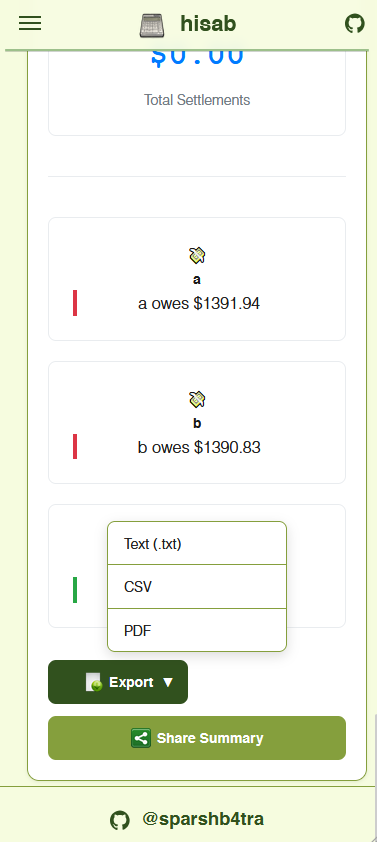 hisab
$0.00
Total Settlements
a
a owes $1391.94
b
b owes $1390.83
Text (.txt)
CSV
PDF
Export ▼
Share Summary
@sparshb4tra